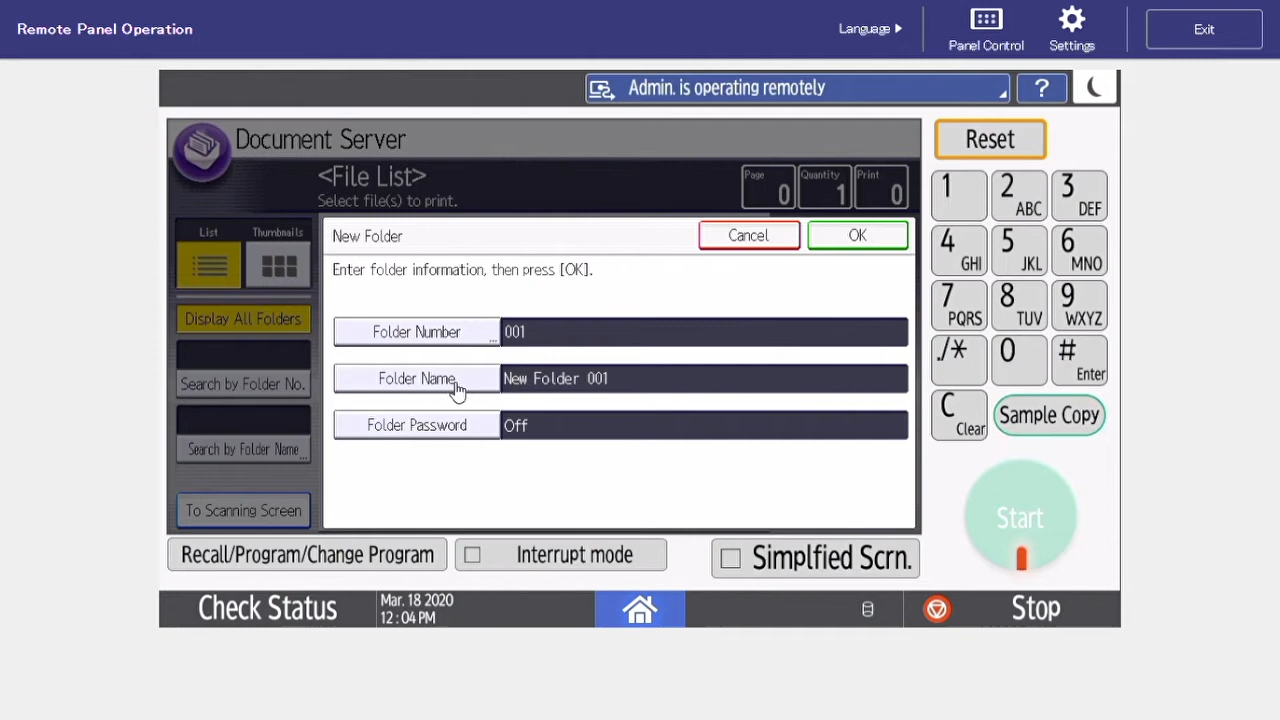 Remote Panel Operation
Language
Panel Control
Settings
Exit
Admin. is operating remotely
?
Document Server
<File List>
Select file(s) to print.
Page
0
Quantity
1
Print
0
Reset
List
Thumbnails
Display All Folders
Search by Folder No.
Search by Folder Name...
To Scanning Screen
New Folder
Cancel
OK
Enter folder information, then press [OK].
Folder Number ...
001
Folder Name
New Folder 001
Folder Password
Off
1
2 ABC
3 DEF
4 GHI
5 JKL
6 MNO
7 PQRS
8 TUV
9 WXYZ
./*
0
# Enter
C Clear
Sample Copy
Start
Recall/Program/Change Program
Interrupt mode
Simplfied Scrn.
Check Status
Mar. 18 2020
12:04 PM
Stop